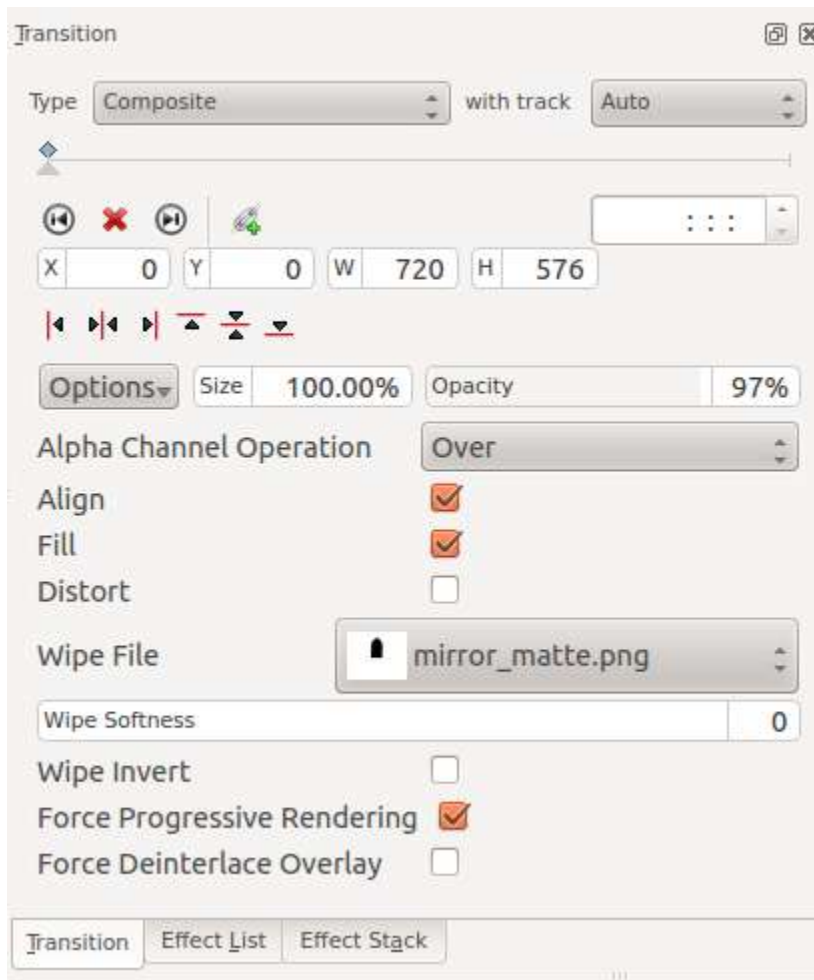 Transition
Type Composite with track Auto
: : :
X 0 Y 0 W 720 H 576
Options Size 100.00% Opacity 97%
Alpha Channel Operation Over
Align
Fill
Distort
Wipe File mirror_matte.png
Wipe Softness 0
Wipe Invert
Force Progressive Rendering
Force Deinterlace Overlay
Transition Effect List Effect Stack